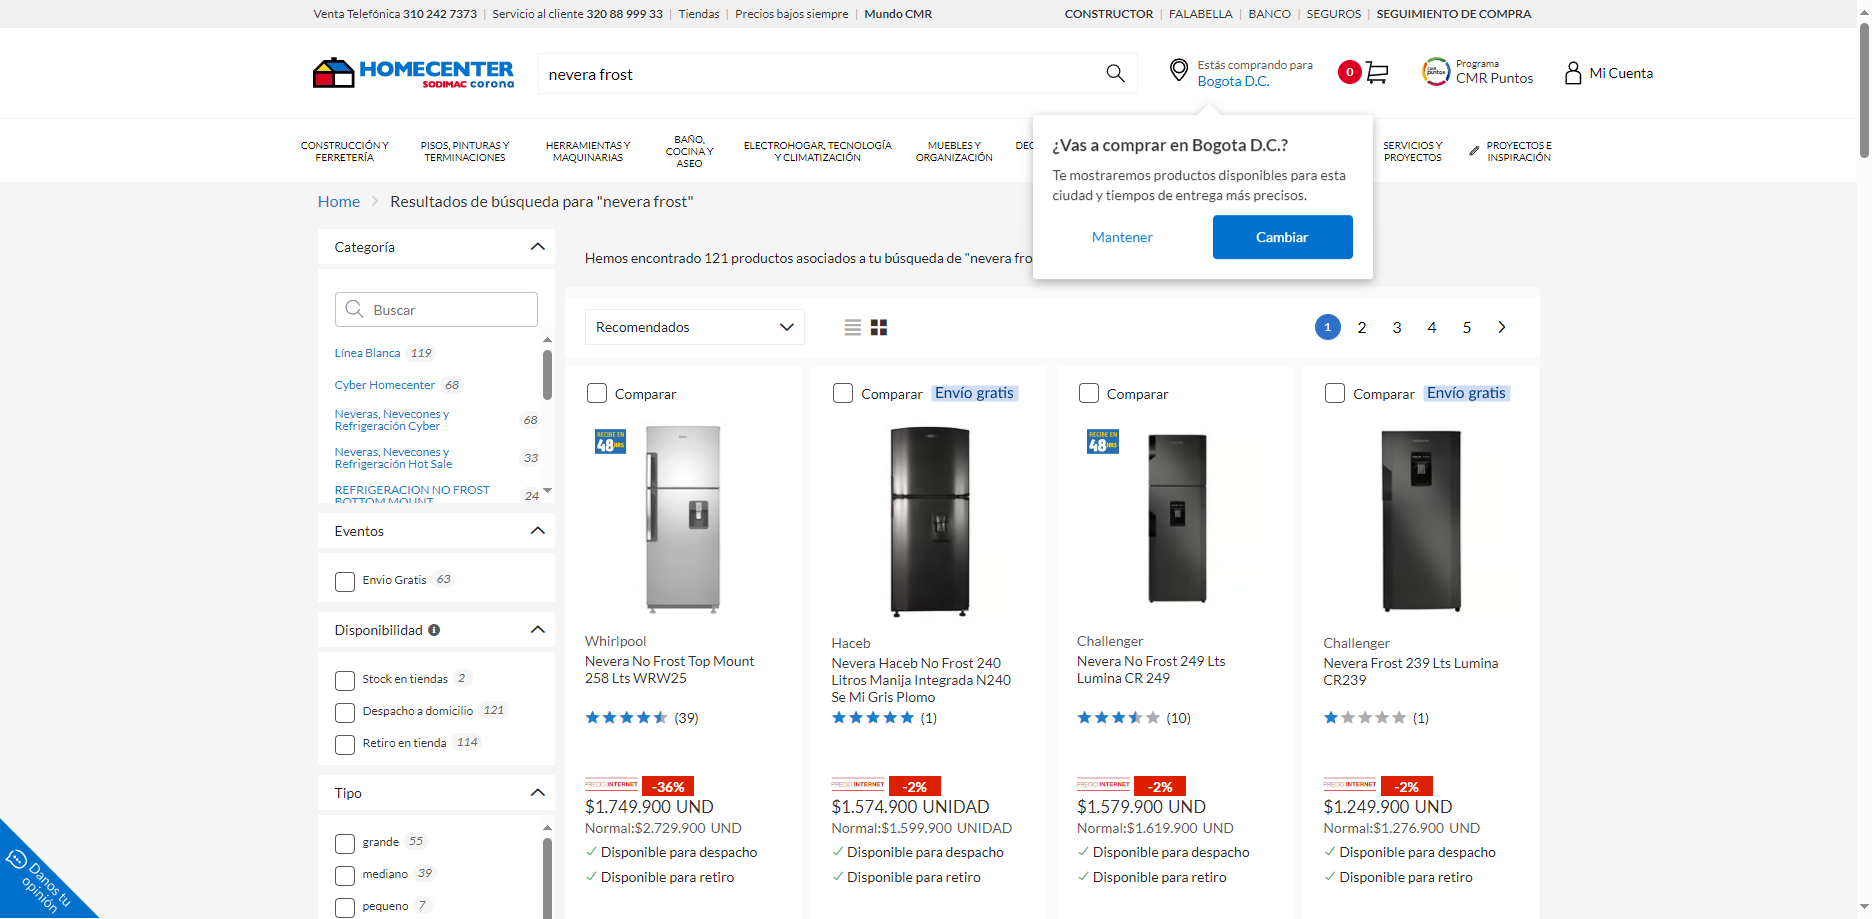 Venta Telefónica 310 242 7373 | Servicio al cliente 320 88 999 33 | Tiendas | Precios bajos siempre | Mundo CMR
CONSTRUCTOR | FALABELLA | BANCO | SEGUROS | SEGUIMIENTO DE COMPRA
HOMECENTER
SODIMAC corona
nevera frost
Estás comprando para
Bogota D.C.
0
CMR puntos
Programa
CMR Puntos
Mi Cuenta
CONSTRUCCIÓN Y
FERRETERÍA
PISOS, PINTURAS Y
TERMINACIONES
HERRAMIENTAS Y
MAQUINARIAS
BAÑO,
COCINA Y
ASEO
ELECTROHOGAR, TECNOLOGÍA
Y CLIMATIZACIÓN
MUEBLES Y
ORGANIZACIÓN
DEC
SERVICIOS Y
PROYECTOS
PROYECTOS E
INSPIRACIÓN
¿Vas a comprar en Bogota D.C.?
Te mostraremos productos disponibles para esta
ciudad y tiempos de entrega más precisos.
Mantener
Cambiar
Home > Resultados de búsqueda para "nevera frost"
Categoría
Buscar
Línea Blanca 119
Cyber Homecenter 68
Neveras, Nevecones y
Refrigeración Cyber 68
Neveras, Nevecones y
Refrigeración Hot Sale 33
REFRIGERACION NO FROST
BOTTOM MOUNT 24
Eventos
Envio Gratis 63
Disponibilidad
Stock en tiendas 2
Despacho a domicilio 121
Retiro en tienda 114
Tipo
grande 55
mediano 39
pequeno 7
Danos tu
opinión
Hemos encontrado 121 productos asociados a tu búsqueda de "nevera fro
Recomendados
1 2 3 4 5
Comparar
RECIBE EN
48 HRS
Whirlpool
Nevera No Frost Top Mount
258 Lts WRW25
(39)
PRECIO INTERNET -36%
$1.749.900 UND
Normal:$2.729.900 UND
Disponible para despacho
Disponible para retiro
Comparar Envío gratis
Haceb
Nevera Haceb No Frost 240
Litros Manija Integrada N240
Se Mi Gris Plomo
(1)
PRECIO INTERNET -2%
$1.574.900 UNIDAD
Normal:$1.599.900 UNIDAD
Disponible para despacho
Disponible para retiro
Comparar
RECIBE EN
48 HRS
Challenger
Nevera No Frost 249 Lts
Lumina CR 249
(10)
PRECIO INTERNET -2%
$1.579.900 UND
Normal:$1.619.900 UND
Disponible para despacho
Disponible para retiro
Comparar Envío gratis
Challenger
Nevera Frost 239 Lts Lumina
CR239
(1)
PRECIO INTERNET -2%
$1.249.900 UND
Normal:$1.276.900 UND
Disponible para despacho
Disponible para retiro